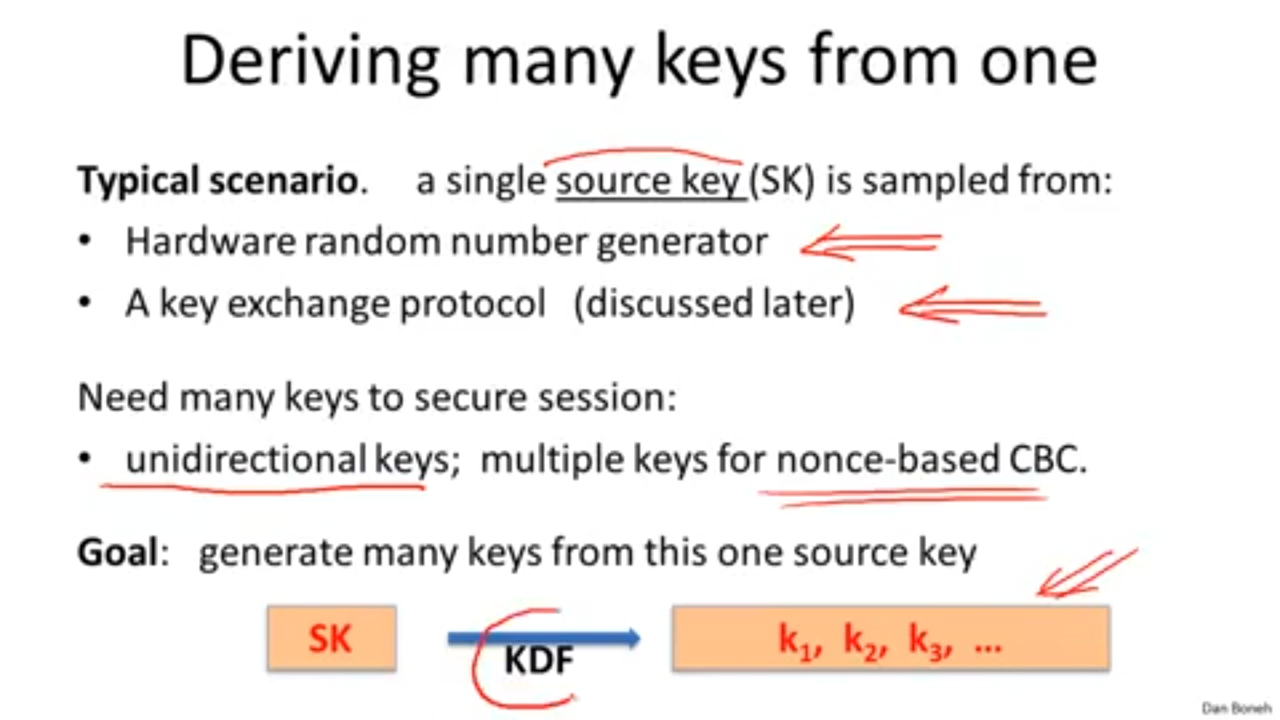 Deriving many keys from one
Typical scenario. a single source key (SK) is sampled from:
• Hardware random number generator
• A key exchange protocol (discussed later)
Need many keys to secure session:
• unidirectional keys; multiple keys for nonce-based CBC.
Goal: generate many keys from this one source key
SK
KDF
k₁, k₂, k₃, ...
Dan Boneh